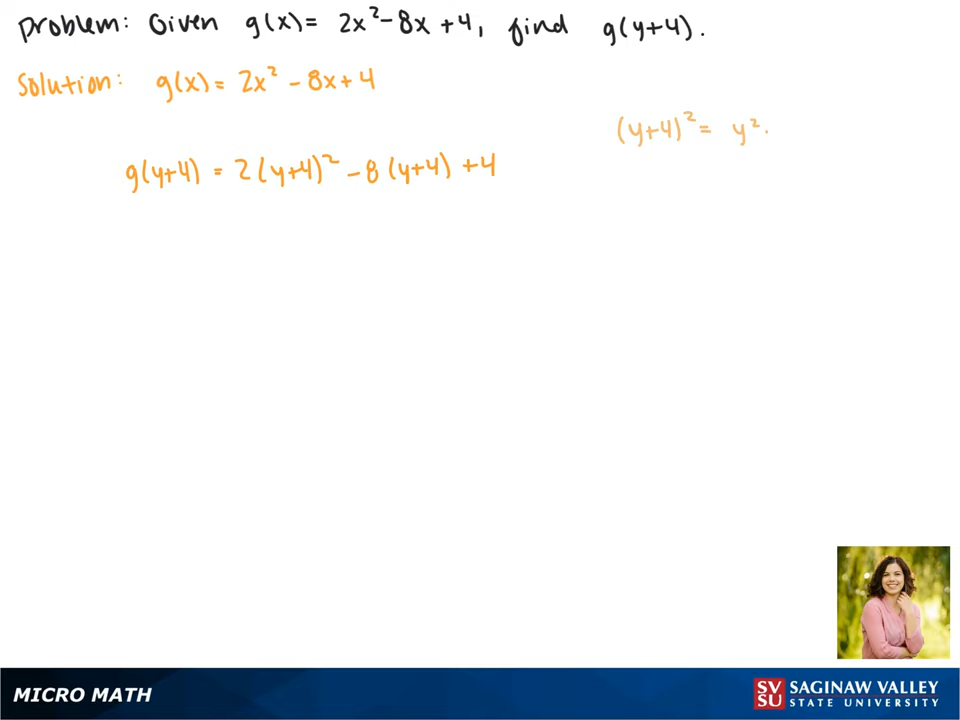 Problem: Given g(x) = 2x² - 8x + 4, find g(y+4).
Solution: g(x) = 2x² - 8x + 4
(y+4)² = y²
g(y+4) = 2(y+4)² - 8(y+4) + 4
MICRO MATH
SVSU SAGINAW VALLEY
STATE UNIVERSITY